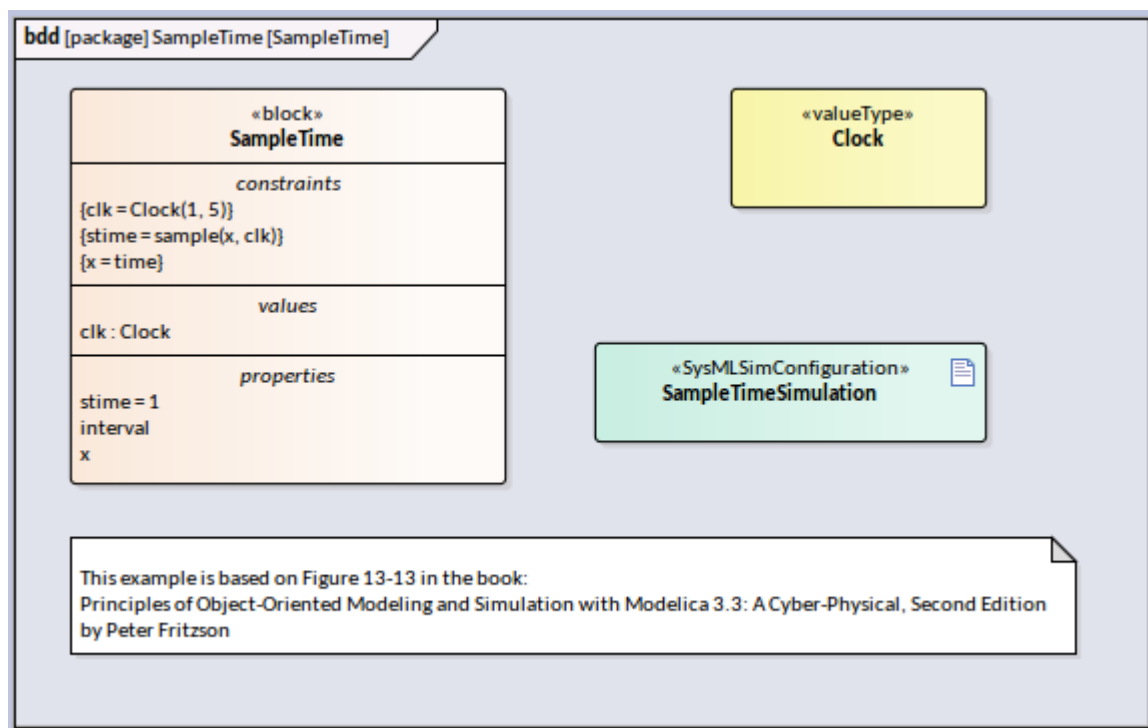 bdd [package] SampleTime [SampleTime]
«block»
SampleTime
constraints
{clk = Clock(1, 5)}
{stime = sample(x, clk)}
{x = time}
values
clk : Clock
properties
stime = 1
interval
x
«valueType»
Clock
«SysMLSimConfiguration»
SampleTimeSimulation
This example is based on Figure 13-13 in the book:
Principles of Object-Oriented Modeling and Simulation with Modelica 3.3: A Cyber-Physical, Second Edition
by Peter Fritzson